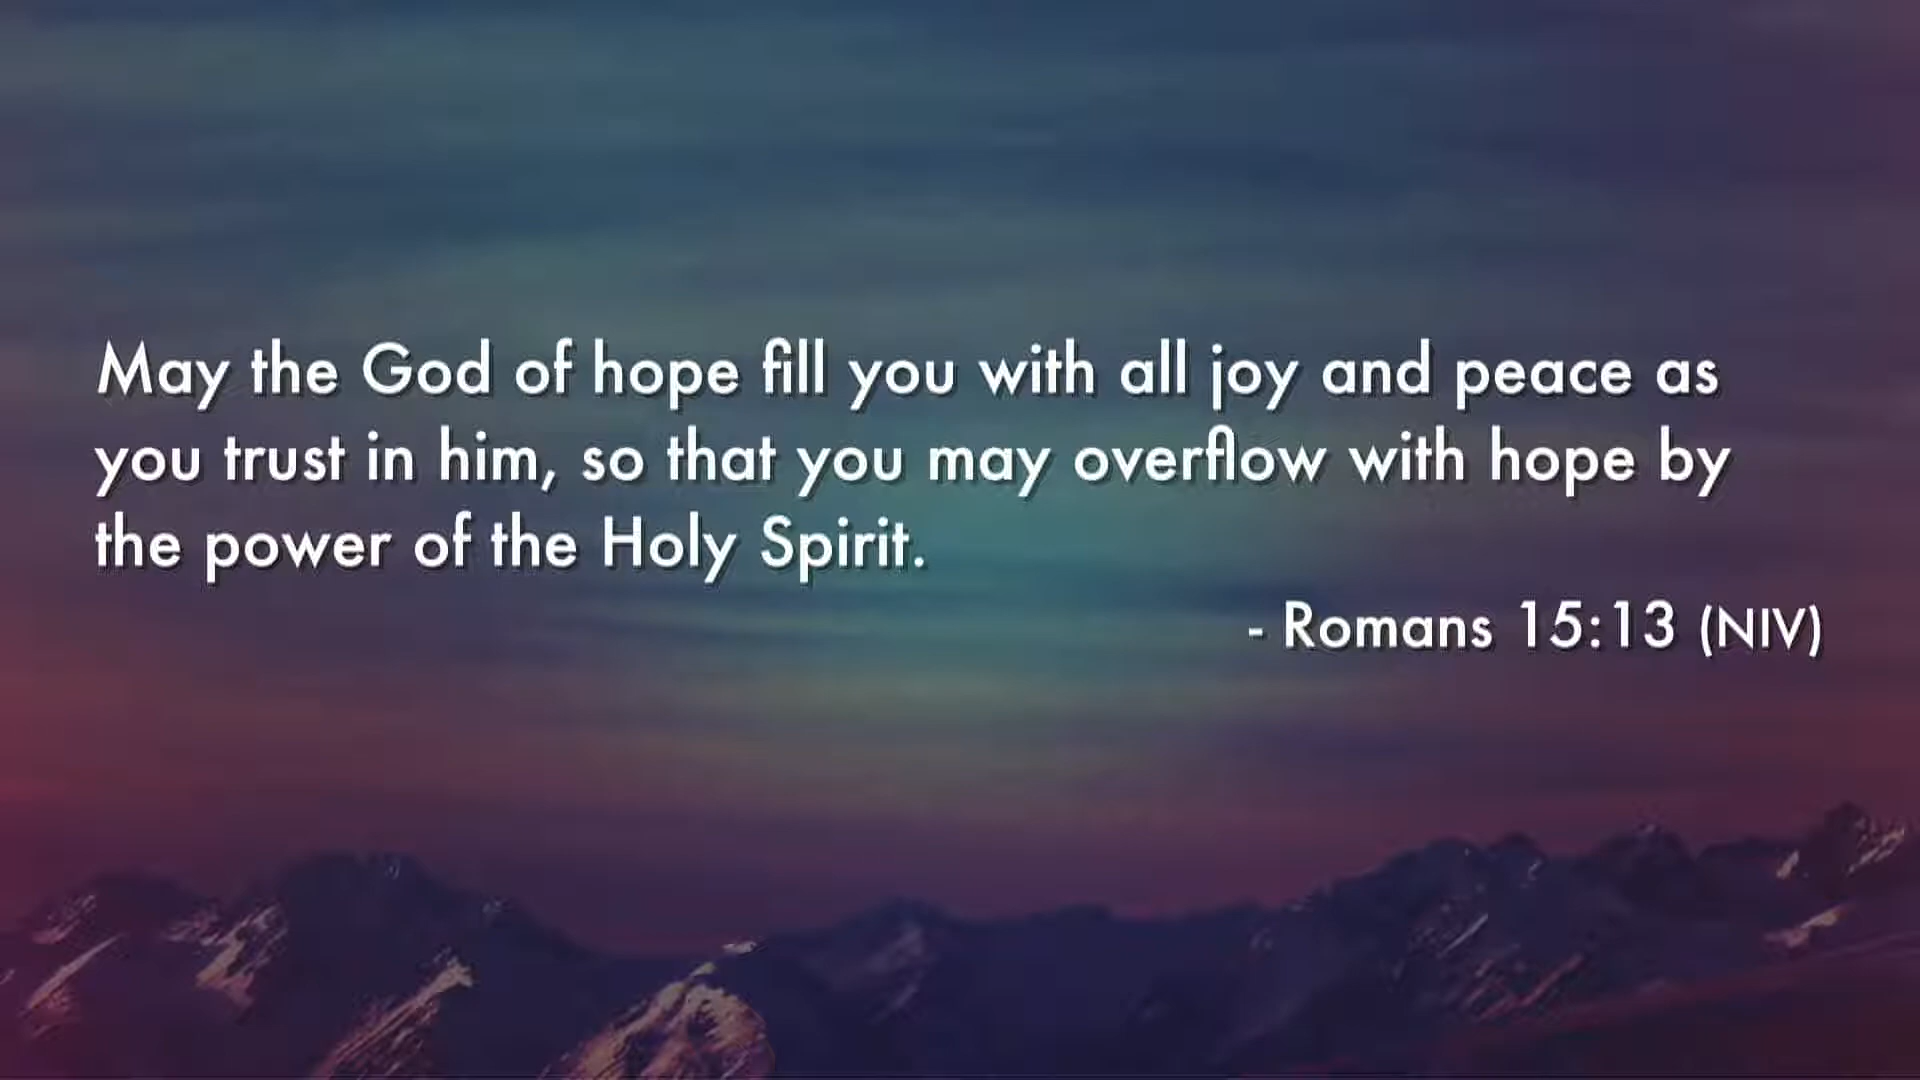 May the God of hope fill you with all joy and peace as
you trust in him, so that you may overflow with hope by
the power of the Holy Spirit.
- Romans 15:13 (NIV)